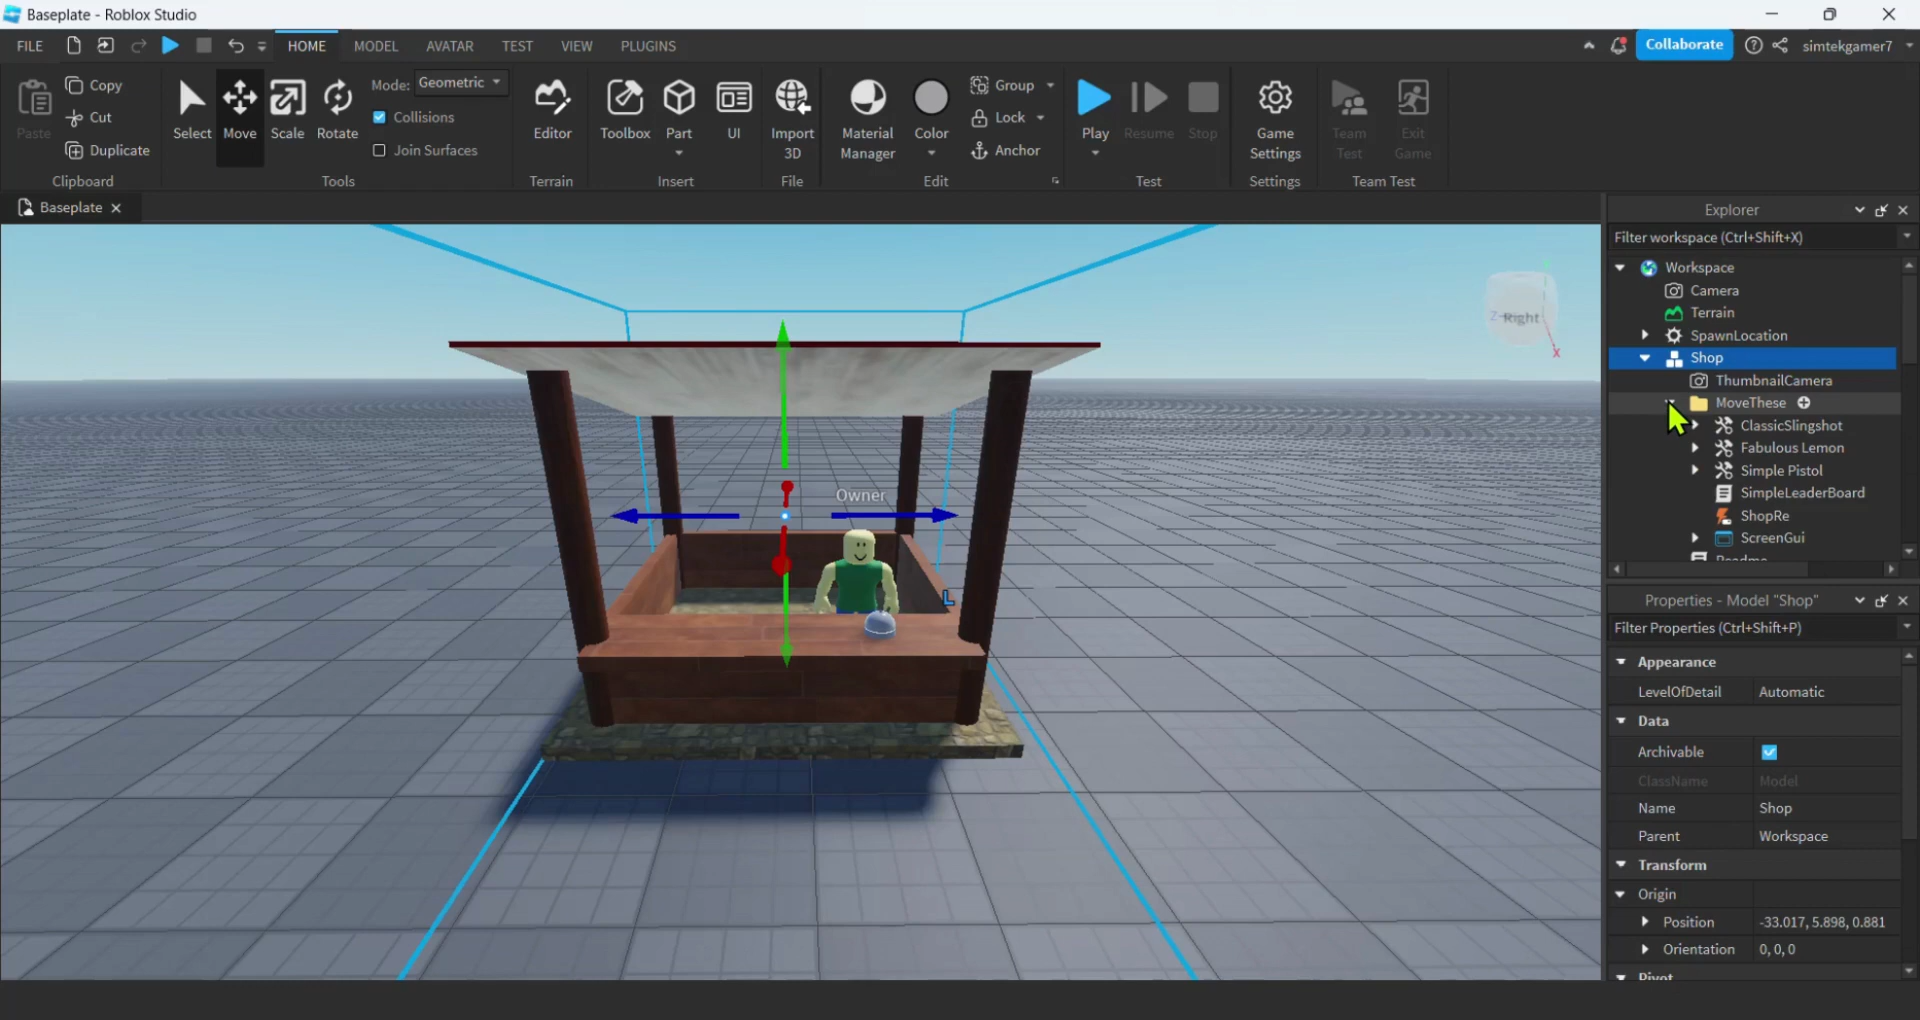 Baseplate - Roblox Studio
FILE HOME MODEL AVATAR TEST VIEW PLUGINS Collaborate simtekgamer7
Paste Copy Cut Duplicate
Clipboard
Select Move Scale Rotate
Mode: Geometric
Collisions
Join Surfaces
Tools
Editor
Terrain
Toolbox Part UI
Insert
Import
3D
File
Material
Manager
Color
Group
Lock
Anchor
Edit
Play Resume Stop
Test
Game
Settings
Settings
Team
Test
Exit
Game
Team Test
Baseplate
Owner
L
Right
Z
X
Explorer
Filter workspace (Ctrl+Shift+X)
Workspace
Camera
Terrain
SpawnLocation
Shop
ThumbnailCamera
MoveThese
ClassicSlingshot
Fabulous Lemon
Simple Pistol
SimpleLeaderBoard
ShopRe
ScreenGui
Readme
Properties - Model "Shop"
Filter Properties (Ctrl+Shift+P)
Appearance
LevelOfDetail Automatic
Data
Archivable
ClassName Model
Name Shop
Parent Workspace
Transform
Origin
Position -33.017, 5.898, 0.881
Orientation 0, 0, 0
Pivot